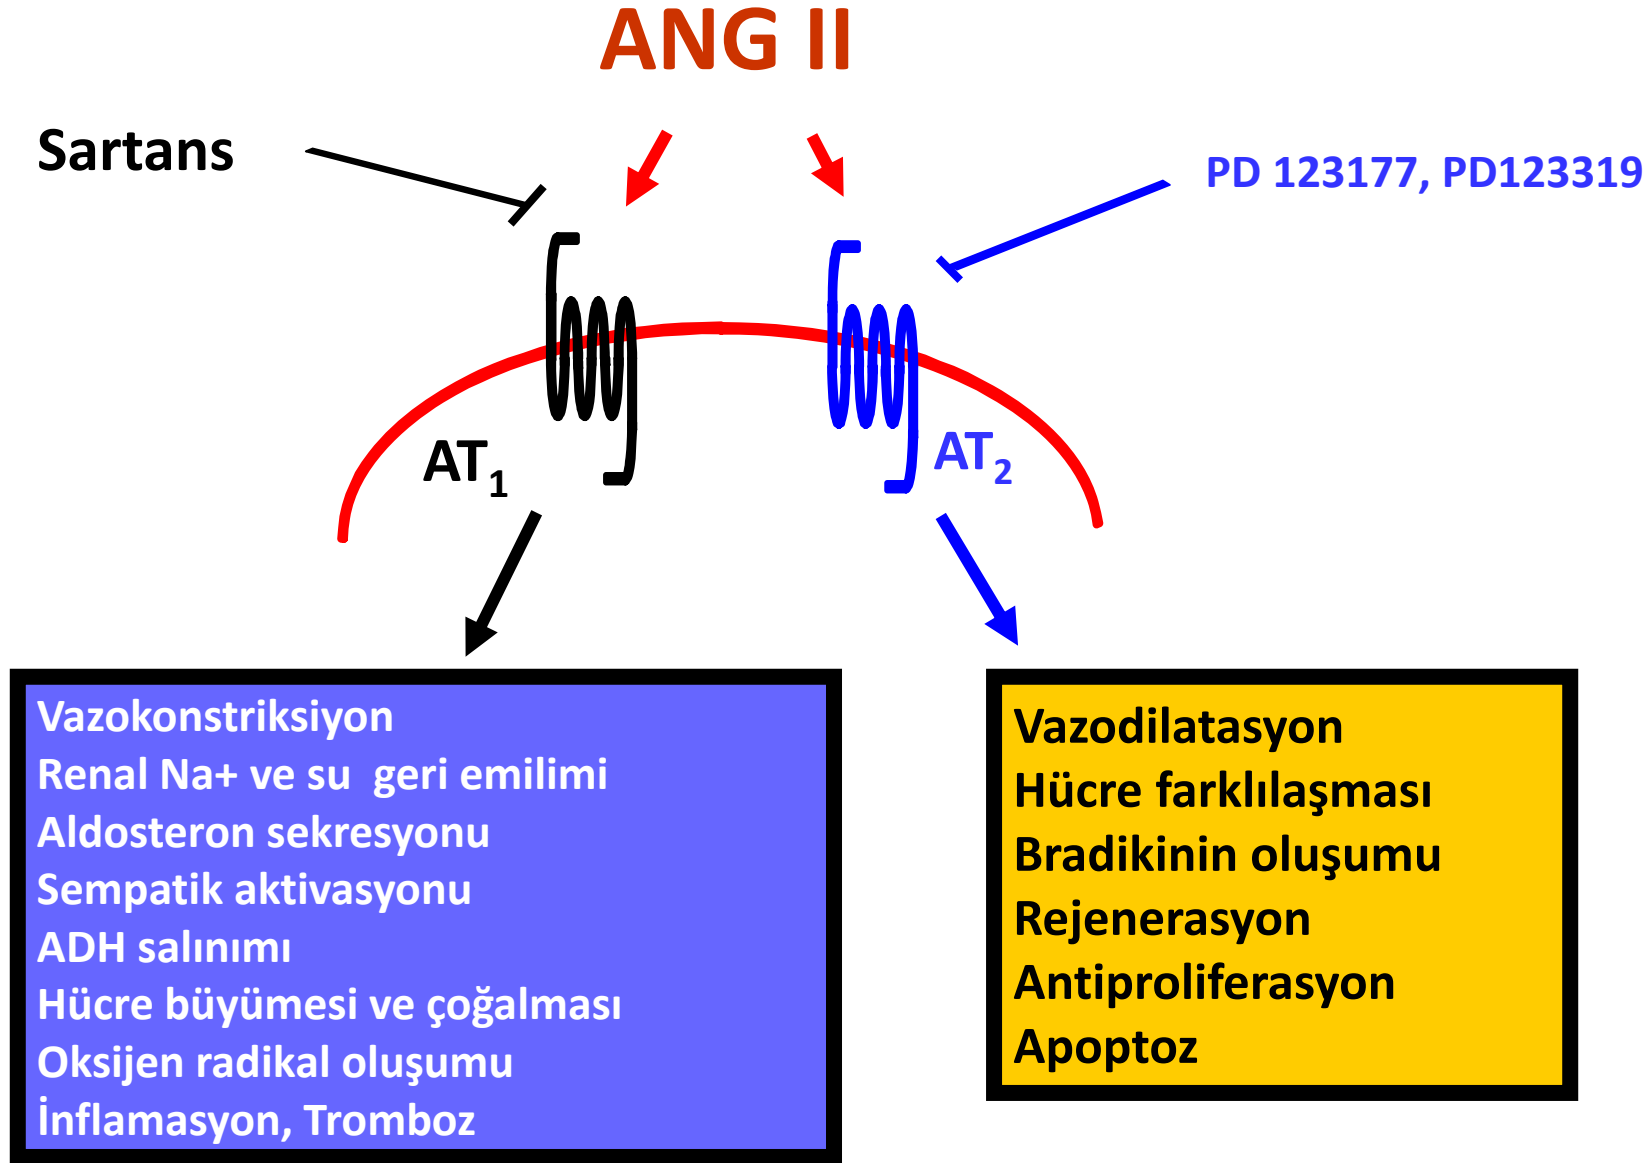 ANG II
Sartans
PD 123177, PD123319
AT1
AT2
Vazokonstriksiyon
Renal Na+ ve su geri emilimi
Aldosteron sekresyonu
Sempatik aktivasyonu
ADH salınımı
Hücre büyümesi ve çoğalması
Oksijen radikal oluşumu
İnflamasyon, Tromboz
Vazodilatasyon
Hücre farklılaşması
Bradikinin oluşumu
Rejenerasyon
Antiproliferasyon
Apoptoz